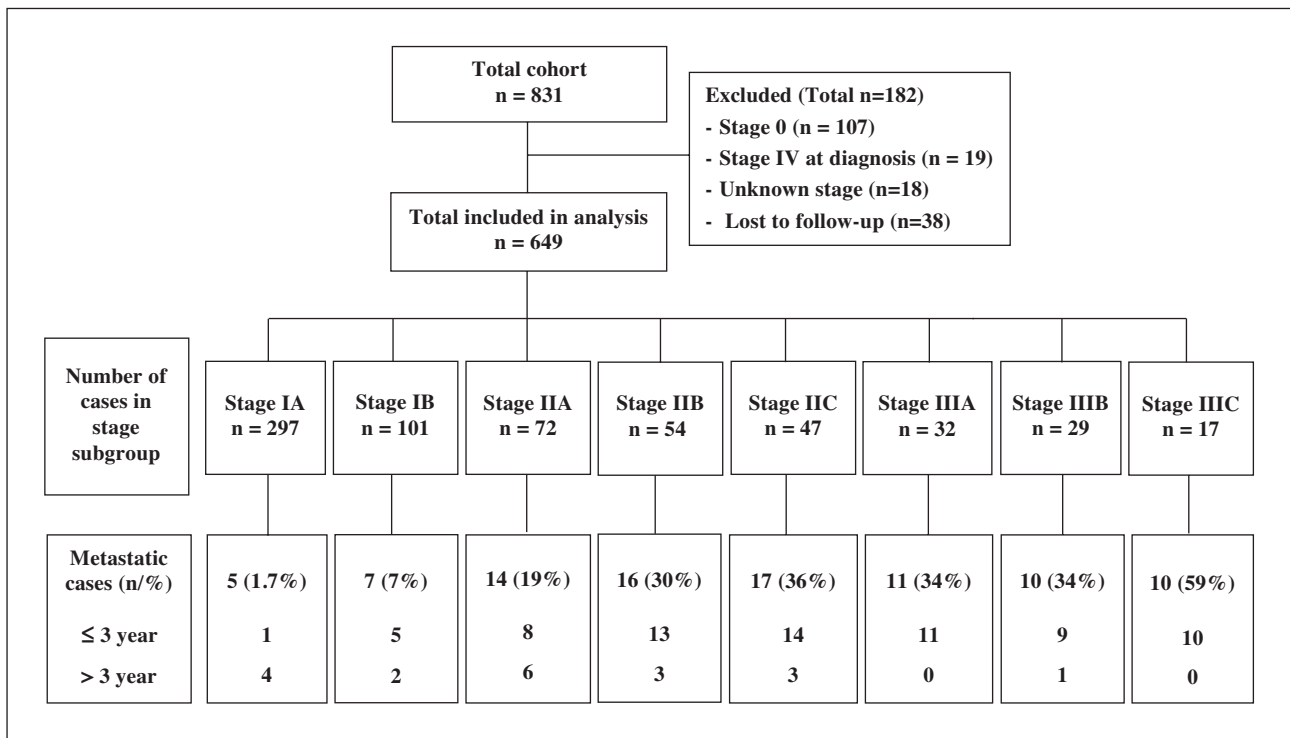 Total cohort
n = 831
Excluded (Total n=182)
- Stage 0 (n = 107)
- Stage IV at diagnosis (n = 19)
- Unknown stage (n=18)
- Lost to follow-up (n=38)
Total included in analysis
n = 649
Number of
cases in
stage
subgroup
Stage IA
n = 297
Stage IB
n = 101
Stage IIA
n = 72
Stage IIB
n = 54
Stage IIC
n = 47
Stage IIIA
n = 32
Stage IIIB
n = 29
Stage IIIC
n = 17
Metastatic
cases (n/%)
≤ 3 year
> 3 year
5 (1.7%)
1
4
7 (7%)
5
2
14 (19%)
8
6
16 (30%)
13
3
17 (36%)
14
3
11 (34%)
11
0
10 (34%)
9
1
10 (59%)
10
0